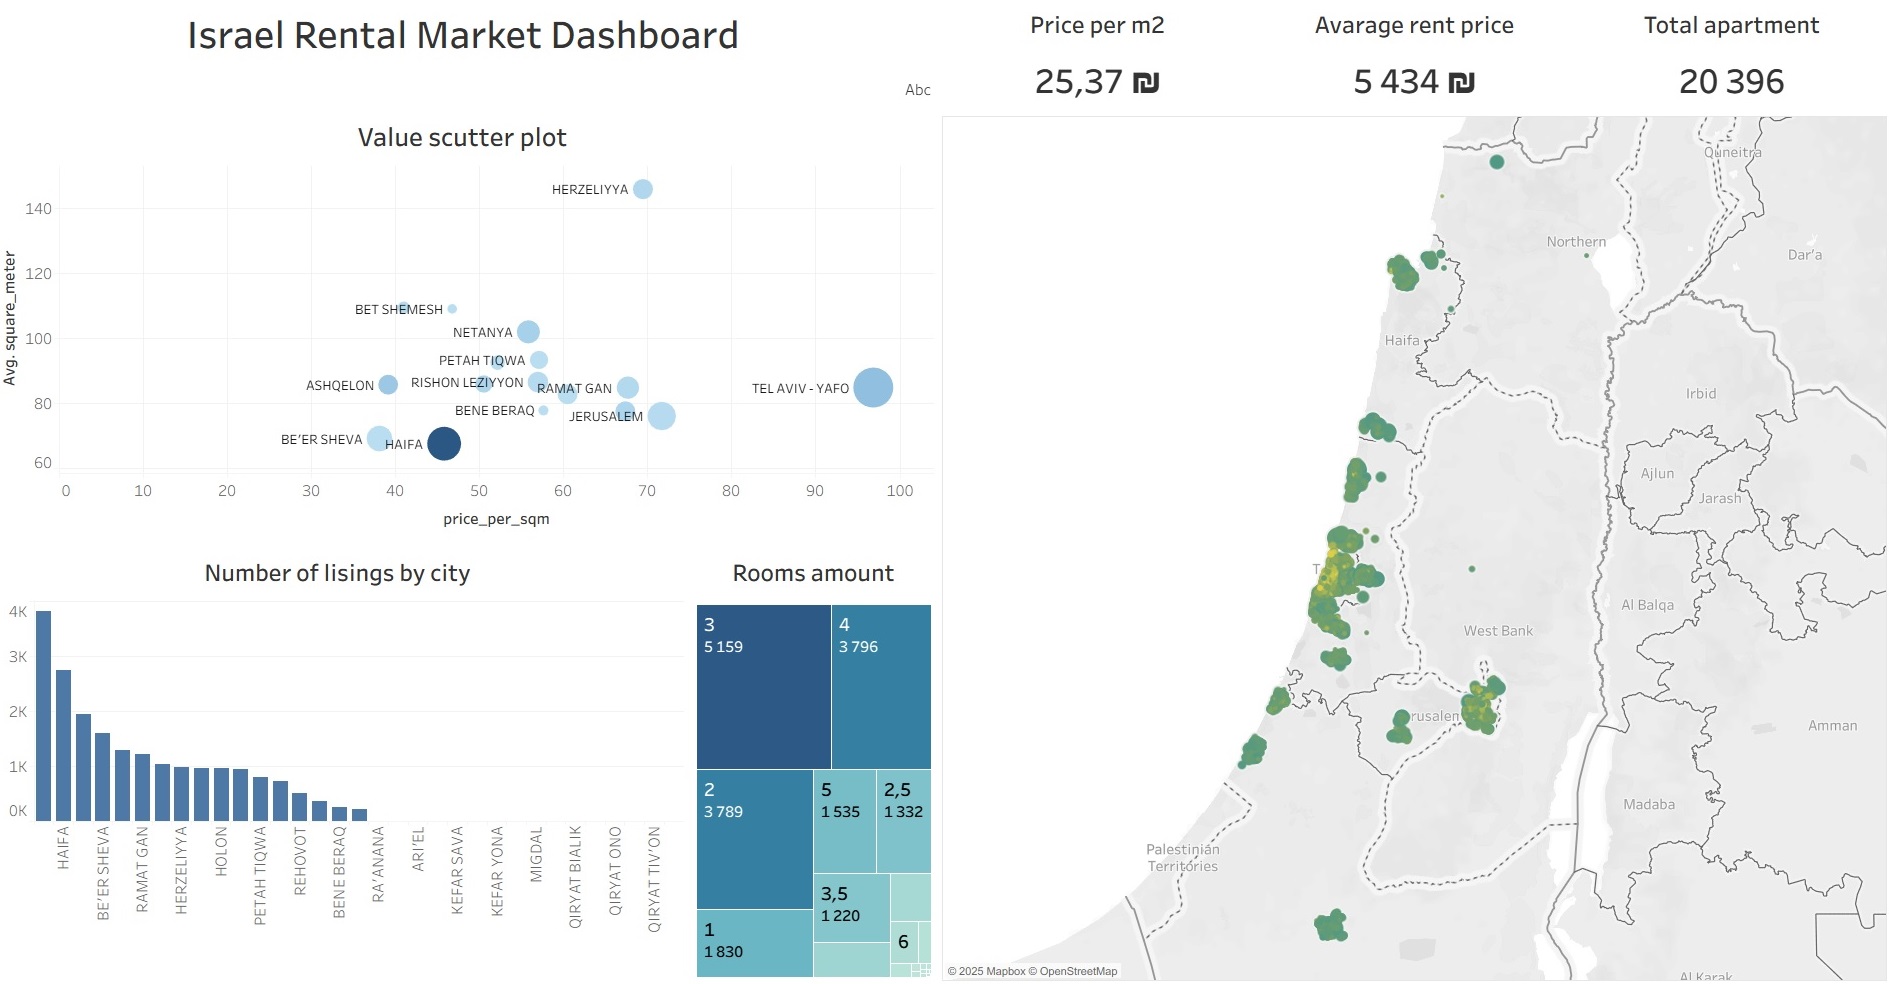 Israel Rental Market Dashboard
Abc
Price per m2
25,37 ₪
Avarage rent price
5 434 ₪
Total apartment
20 396
Value scutter plot
Avg. square_meter
140
120
100
80
60
HERZELIYYA
BET SHEMESH
NETANYA
PETAH TIQWA
ASHQELON
RISHON LEZIYYON
RAMAT GAN
TEL AVIV - YAFO
BENE BERAQ
JERUSALEM
BE'ER SHEVA
HAIFA
0 10 20 30 40 50 60 70 80 90 100
price_per_sqm
Number of lisings by city
4K
3K
2K
1K
0K
HAIFA
BE'ER SHEVA
RAMAT GAN
HERZELIYYA
HOLON
PETAH TIQWA
REHOVOT
BENE BERAQ
RA'ANANA
ARI'EL
KEFAR SAVA
KEFAR YONA
MIGDAL
QIRYAT BIALIK
QIRYAT ONO
QIRYAT TIV'ON
Rooms amount
3
5 159
4
3 796
2
3 789
5
1 535
2,5
1 332
3,5
1 220
1
1 830
6
Quneitra
Northern
Dar'a
Haifa
Irbid
Ajlun
Jarash
T
Al Balqa
West Bank
rusalem
Amman
Madaba
Palestinian
Territories
Al Karak
© 2025 Mapbox © OpenStreetMap